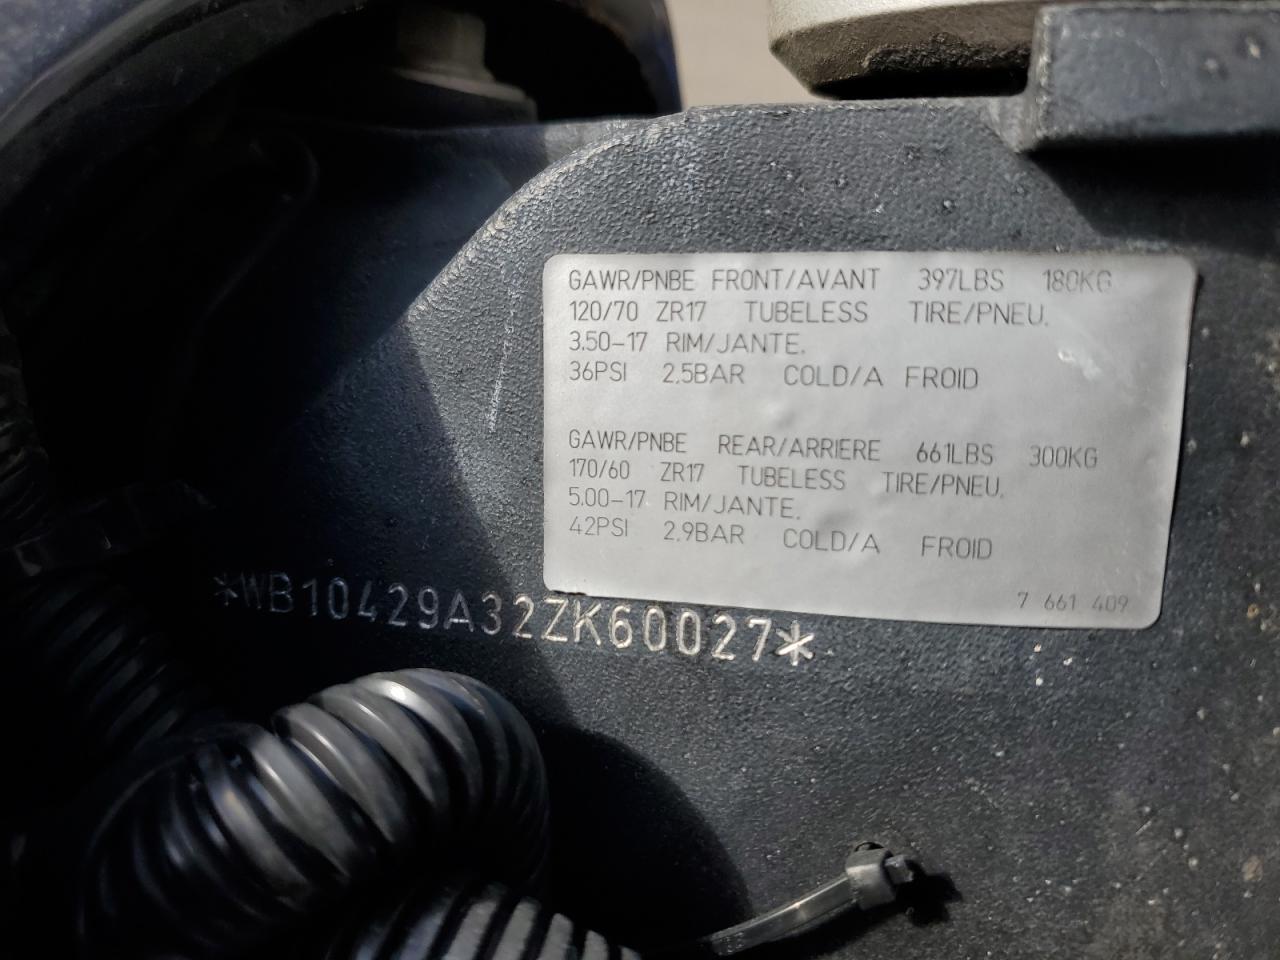 GAWR/PNBE FRONT/AVANT 397LBS 180KG
120/70 ZR17 TUBELESS TIRE/PNEU.
3.50-17 RIM/JANTE.
36PSI 2.5BAR COLD/A FROID
GAWR/PNBE REAR/ARRIERE 661LBS 300KG
170/60 ZR17 TUBELESS TIRE/PNEU.
5.00-17 RIM/JANTE.
42PSI 2.9BAR COLD/A FROID
7 661 409
*WB10429A32ZK60027*